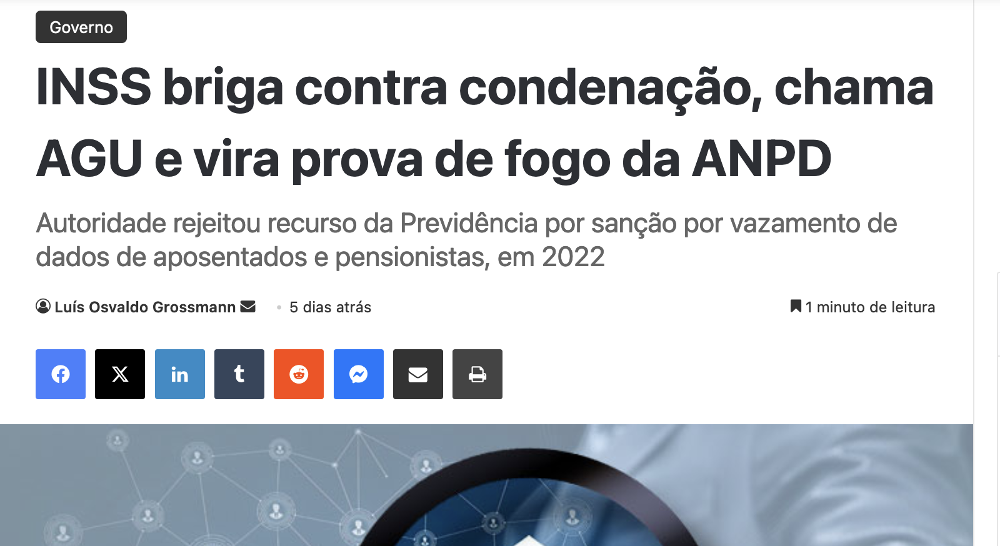 Governo
INSS briga contra condenação, chama
AGU e vira prova de fogo da ANPD
Autoridade rejeitou recurso da Previdência por sanção por vazamento de
dados de aposentados e pensionistas, em 2022
Luís Osvaldo Grossmann • 5 dias atrás 1 minuto de leitura